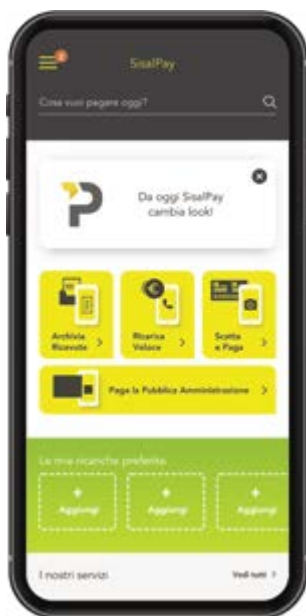 SisalPay
Cosa vuoi pagare oggi?
Da oggi SisalPay
cambia look!
Archivia
Ricevute
Ricarica
Veloce
Scatta
e Paga
Paga la Pubblica Amministrazione
Le mie ricariche preferite
+ + +
Aggiungi Aggiungi Aggiungi
I nostri servizi Vedi tutti